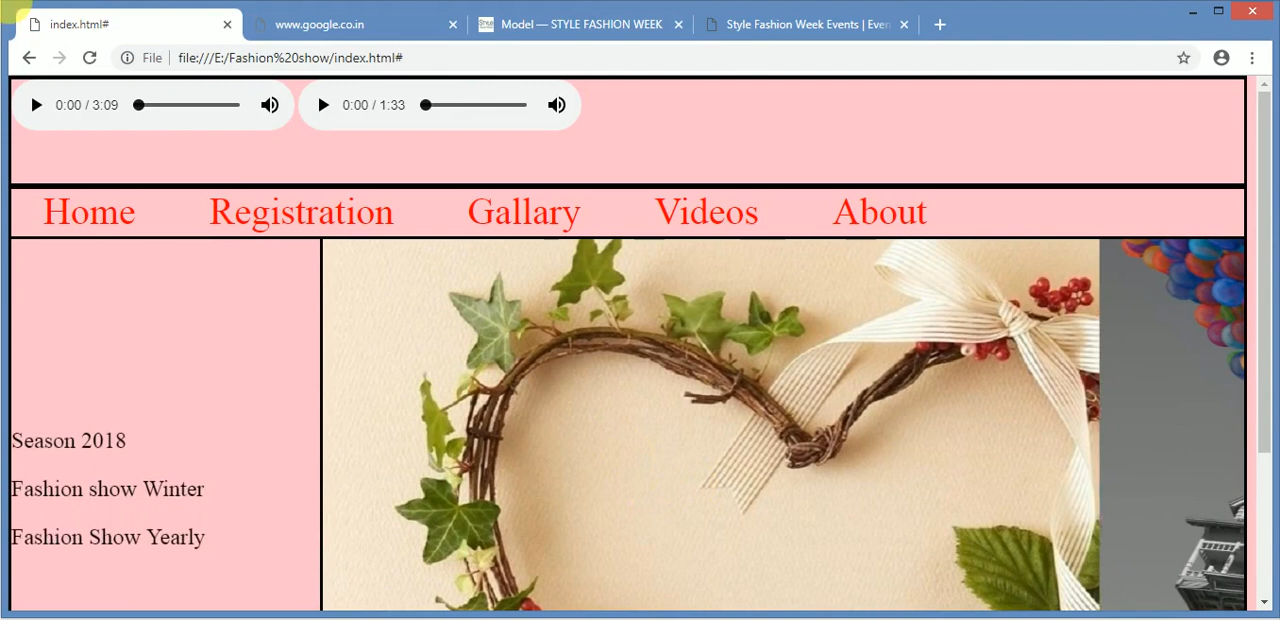 index.html#
www.google.co.in
Model — STYLE FASHION WEEK
Style Fashion Week Events | Even
File
file:///E:/Fashion%20show/index.html#
0:00 / 3:09
0:00 / 1:33
Home Registration Gallary Videos About
Season 2018
Fashion show Winter
Fashion Show Yearly